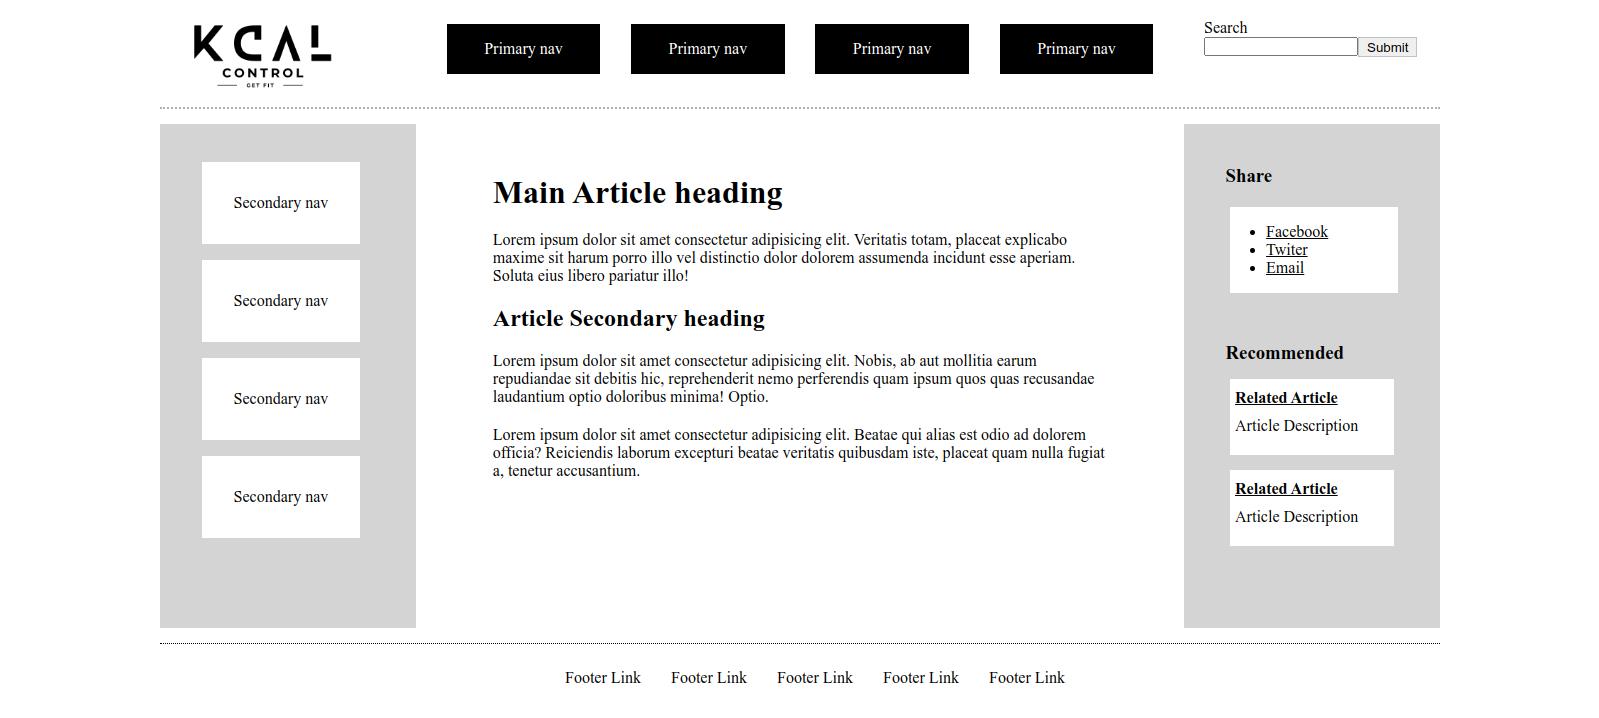 KCAL
CONTROL
GET FIT
Primary nav
Primary nav
Primary nav
Primary nav
Search
Submit
Secondary nav
Secondary nav
Secondary nav
Secondary nav
Main Article heading
Lorem ipsum dolor sit amet consectetur adipisicing elit. Veritatis totam, placeat explicabo
maxime sit harum porro illo vel distinctio dolor dolorem assumenda incidunt esse aperiam.
Soluta eius libero pariatur illo!
Article Secondary heading
Lorem ipsum dolor sit amet consectetur adipisicing elit. Nobis, ab aut mollitia earum
repudiandae sit debitis hic, reprehenderit nemo perferendis quam ipsum quos quas recusandae
laudantium optio doloribus minima! Optio.
Lorem ipsum dolor sit amet consectetur adipisicing elit. Beatae qui alias est odio ad dolorem
officia? Reiciendis laborum excepturi beatae veritatis quibusdam iste, placeat quam nulla fugiat
a, tenetur accusantium.
Share
Facebook
Twiter
Email
Recommended
Related Article
Article Description
Related Article
Article Description
Footer Link
Footer Link
Footer Link
Footer Link
Footer Link